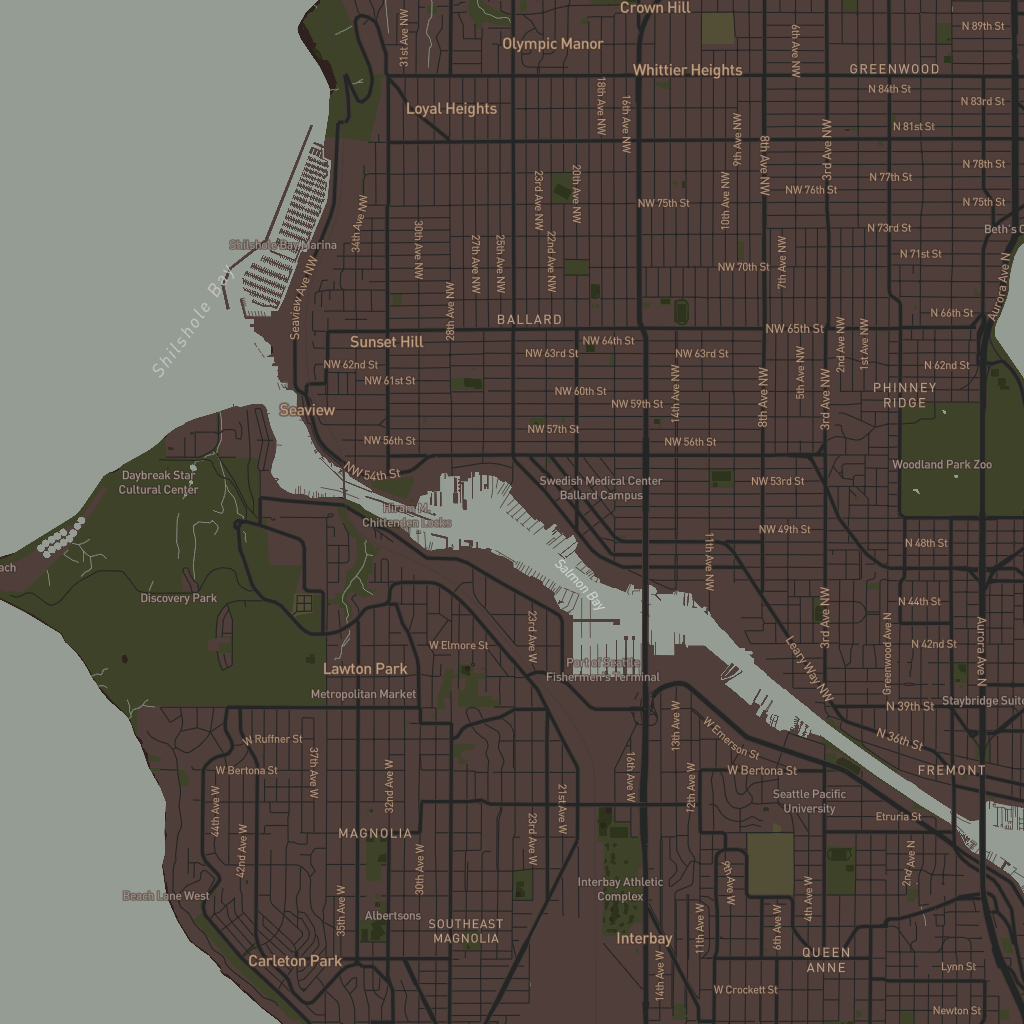 Crown Hill
31st Ave NW
N 89th St
Olympic Manor
6th Ave NW
Whittier Heights
GREENWOOD
18th Ave NW
16th Ave NW
N 84th St
N 83rd St
Loyal Heights
N 81st St
9th Ave NW
8th Ave NW
3rd Ave NW
N 78th St
23rd Ave NW
20th Ave NW
10th Ave NW
N 77th St
NW 76th St
34th Ave NW
NW 75th St
N 75th St
30th Ave NW
N 73rd St
Shilshole Bay Marina
27th Ave NW
25th Ave NW
22nd Ave NW
7th Ave NW
N 71st St
NW 70th St
Aurora Ave N
Shilshole Bay
Seaview Ave NW
28th Ave NW
BALLARD
N 66th St
NW 65th St
Sunset Hill
NW 64th St
NW 63rd St
NW 63rd St
2nd Ave NW
1st Ave NW
NW 62nd St
N 62nd St
NW 61st St
5th Ave NW
PHINNEY
RIDGE
14th Ave NW
8th Ave NW
3rd Ave NW
NW 60th St
NW 59th St
Seaview
NW 57th St
NW 56th St
NW 56th St
NW 54th St
Woodland Park Zoo
Daybreak Star
Cultural Center
Swedish Medical Center
Ballard Campus
NW 53rd St
Hiram M.
Chittenden Locks
NW 49th St
11th Ave NW
N 48th St
ach
Salmon Bay
Discovery Park
N 44th St
23rd Ave W
3rd Ave NW
Greenwood Ave N
Aurora Ave N
W Elmore St
N 42nd St
Leary Way NW
Lawton Park
Port of Seattle
Fishermen's Terminal
Metropolitan Market
Staybridge Suite
N 39th St
13th Ave W
W Emerson St
W Ruffner St
N 36th St
37th Ave W
32nd Ave W
16th Ave W
12th Ave W
W Bertona St
W Bertona St
FREMONT
44th Ave W
21st Ave W
Seattle Pacific
University
Etruria St
MAGNOLIA
42nd Ave W
23rd Ave W
30th Ave W
9th Ave W
2nd Ave N
Beach Lane West
Interbay Athletic
Complex
4th Ave W
35th Ave W
Albertsons
SOUTHEAST
MAGNOLIA
11th Ave W
6th Ave W
Interbay
QUEEN
ANNE
Carleton Park
14th Ave W
Lynn St
W Crockett St
Newton St